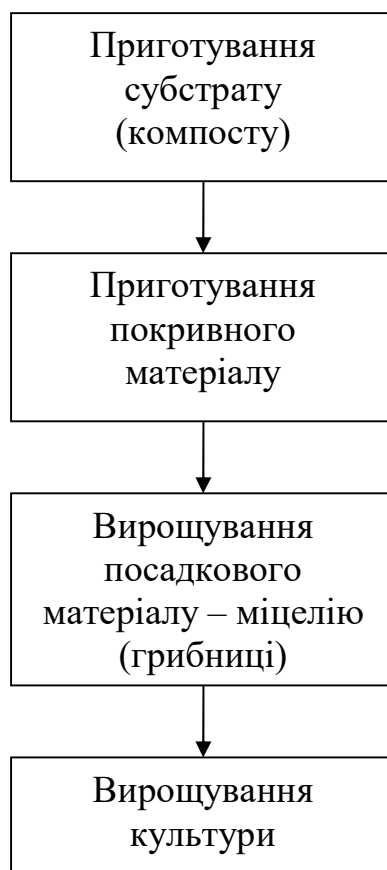 Приготування
субстрату
(компосту)
Приготування
покривного
матеріалу
Вирощування
посадкового
матеріалу – міцелію
(грибниці)
Вирощування
культури